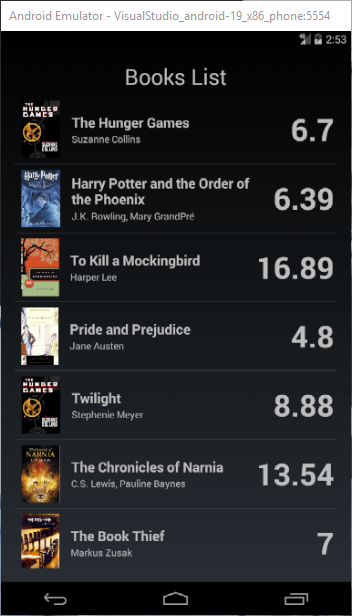 Android Emulator - VisualStudio_android-19_x86_phone:5554
2:53
Books List
THE HUNGER GAMES
SUZANNE COLLINS
The Hunger Games
Suzanne Collins
6.7
Harry Potter
Harry Potter and the Order of
the Phoenix
J.K. Rowling, Mary GrandPré
6.39
To Kill a Mockingbird
Harper Lee
16.89
Pride and Prejudice
Jane Austen
4.8
THE HUNGER GAMES
SUZANNE COLLINS
Twilight
Stephenie Meyer
8.88
NARNIA
The Chronicles of Narnia
C.S. Lewis, Pauline Baynes
13.54
The Book Thief
Markus Zusak
7